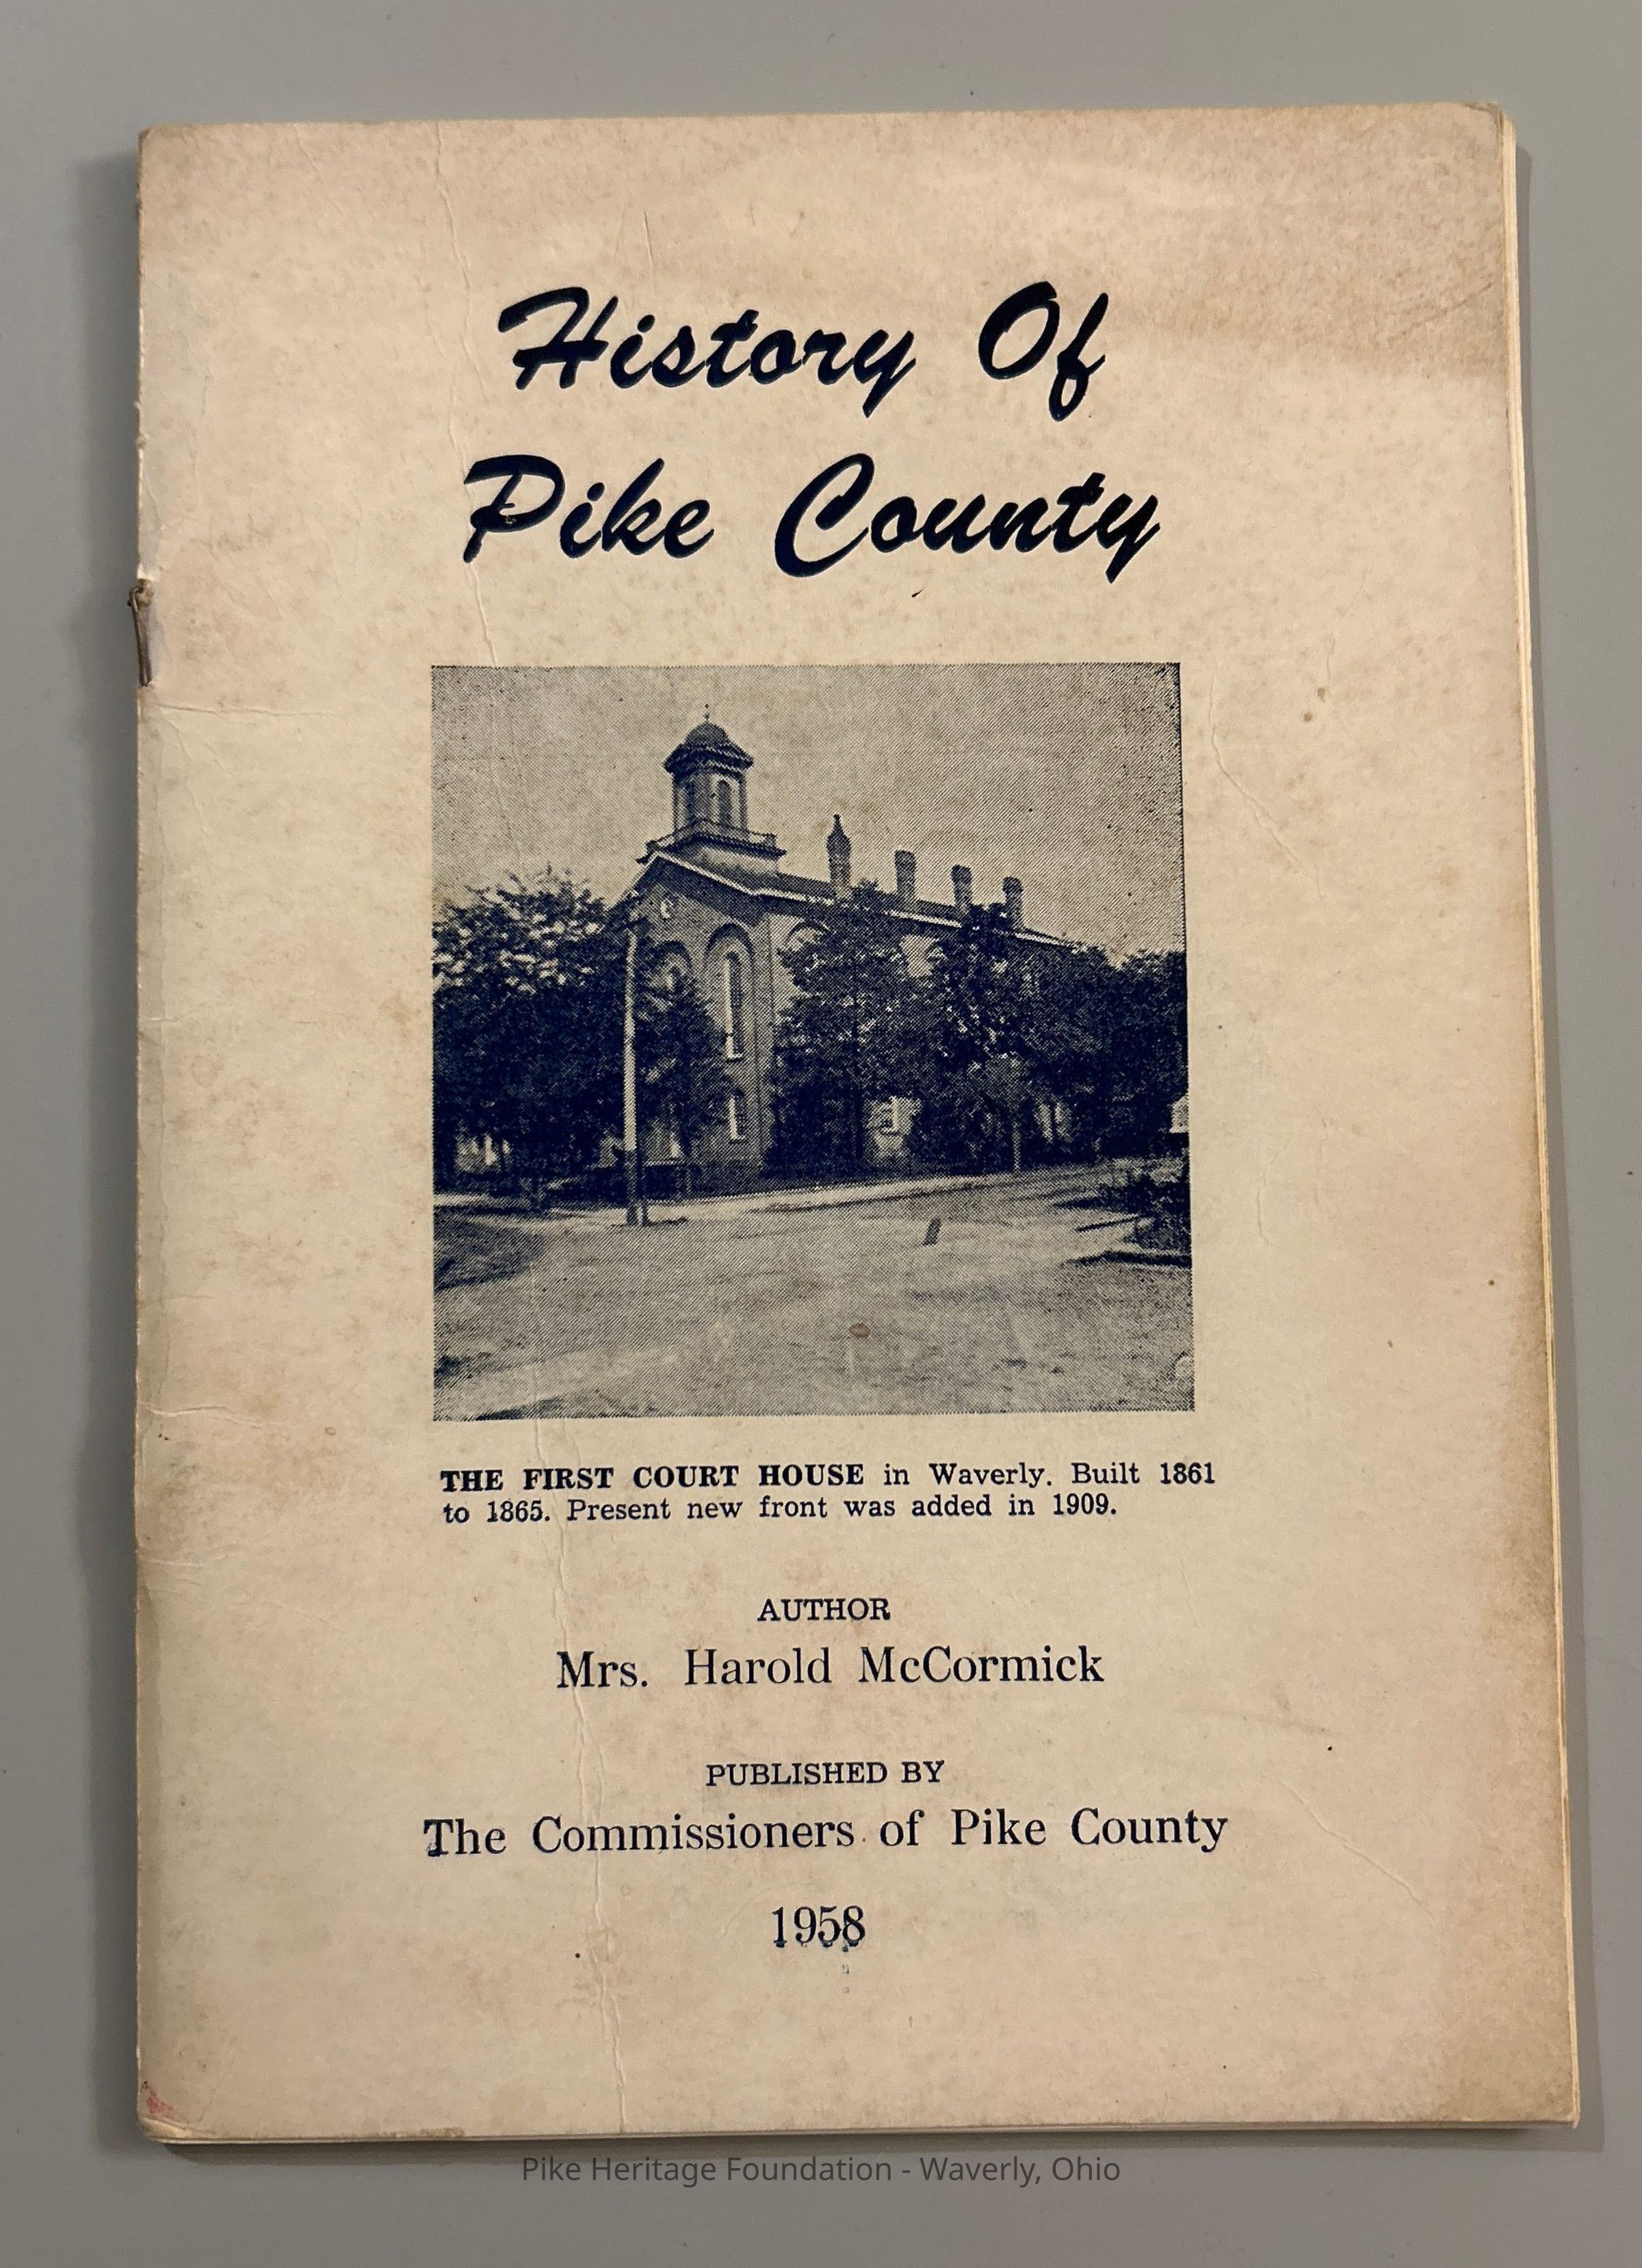 History Of
Pike County
THE FIRST COURT HOUSE in Waverly. Built 1861
to 1865. Present new front was added in 1909.
AUTHOR
Mrs. Harold McCormick
PUBLISHED BY
The Commissioners of Pike County
1958
Pike Heritage Foundation - Waverly, Ohio